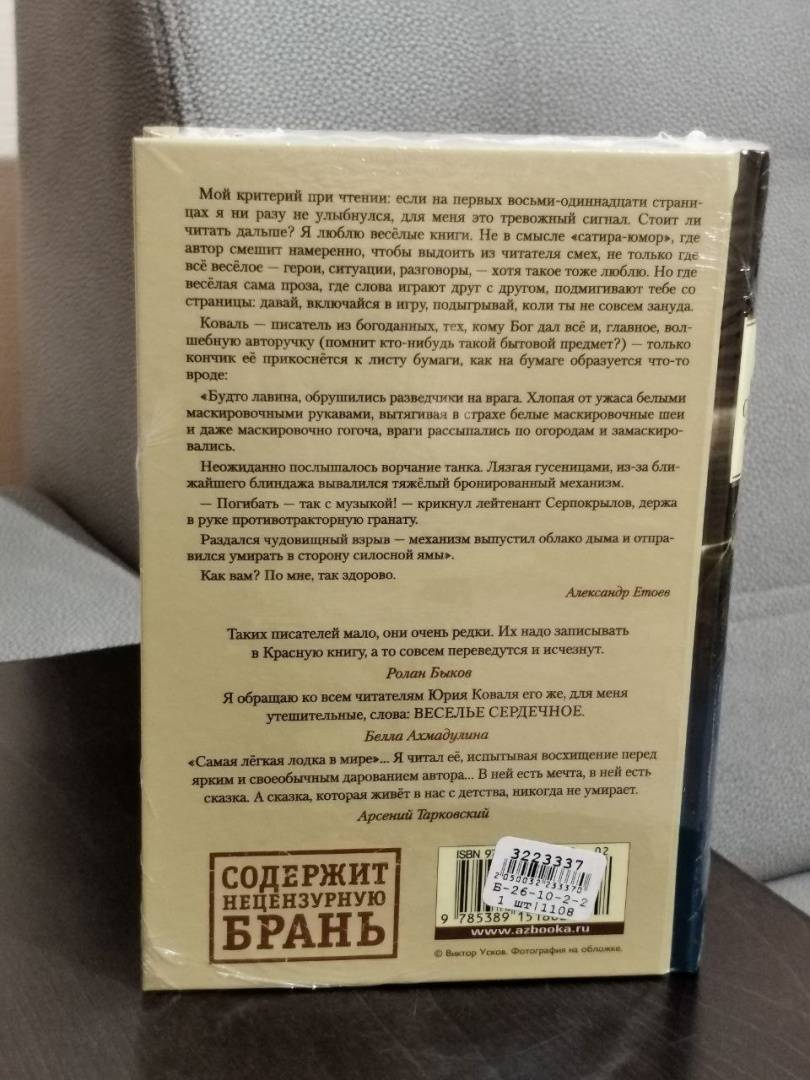 Мой критерий при чтении: если на первых восьми-одиннадцати страни-
цах я ни разу не улыбнулся, для меня это тревожный сигнал. Стоит ли
читать дальше? Я люблю весёлые книги. Не в смысле «сатира-юмор», где
автор смешит намеренно, чтобы выдоить из читателя смех, не только где
всё весёлое — герои, ситуации, разговоры, — хотя такое тоже люблю. Но где
весёлая сама проза, где слова играют друг с другом, подмигивают тебе со
страницы: давай, включайся в игру, подыгрывай, коли ты не совсем зануда.
Коваль — писатель из богоданных, тех, кому Бог дал всё и, главное, вол-
шебную авторучку (помнит кто-нибудь такой бытовой предмет?) — только
кончик её прикоснётся к листу бумаги, как на бумаге образуется что-то
вроде:
«Будто лавина, обрушились разведчики на врага. Хлопая от ужаса белыми
маскировочными рукавами, вытягивая в страхе белые маскировочные шеи
и даже маскировочно гогоча, враги рассыпались по огородам и замаскиро-
вались.
Неожиданно послышалось ворчание танка. Лязгая гусеницами, из-за бли-
жайшего блиндажа вывалился тяжёлый бронированный механизм.
— Погибать — так с музыкой! — крикнул лейтенант Серпокрылов, держа
в руке противотракторную гранату.
Раздался чудовищный взрыв — механизм выпустил облако дыма и отпра-
вился умирать в сторону силосной ямы».
Как вам? По мне, так здорово.
Александр Етоев
Таких писателей мало, они очень редки. Их надо записывать
в Красную книгу, а то совсем переведутся и исчезнут.
Ролан Быков
Я обращаю ко всем читателям Юрия Коваля его же, для меня
утешительные, слова: ВЕСЕЛЬЕ СЕРДЕЧНОЕ.
Белла Ахмадулина
«Самая лёгкая лодка в мире»... Я читал её, испытывая восхищение перед
ярким и своеобычным дарованием автора... В ней есть мечта, в ней есть
сказка. А сказка, которая живёт в нас с детства, никогда не умирает.
Арсений Тарковский
СОДЕРЖИТ
НЕЦЕНЗУРНУЮ
БРАНЬ
ISBN 97
02
3223337
2 050032 233370
Б-26-10-2-2
1 шт|1108
9 785389 151802
www.azbooka.ru
© Виктор Усков. Фотография на обложке.